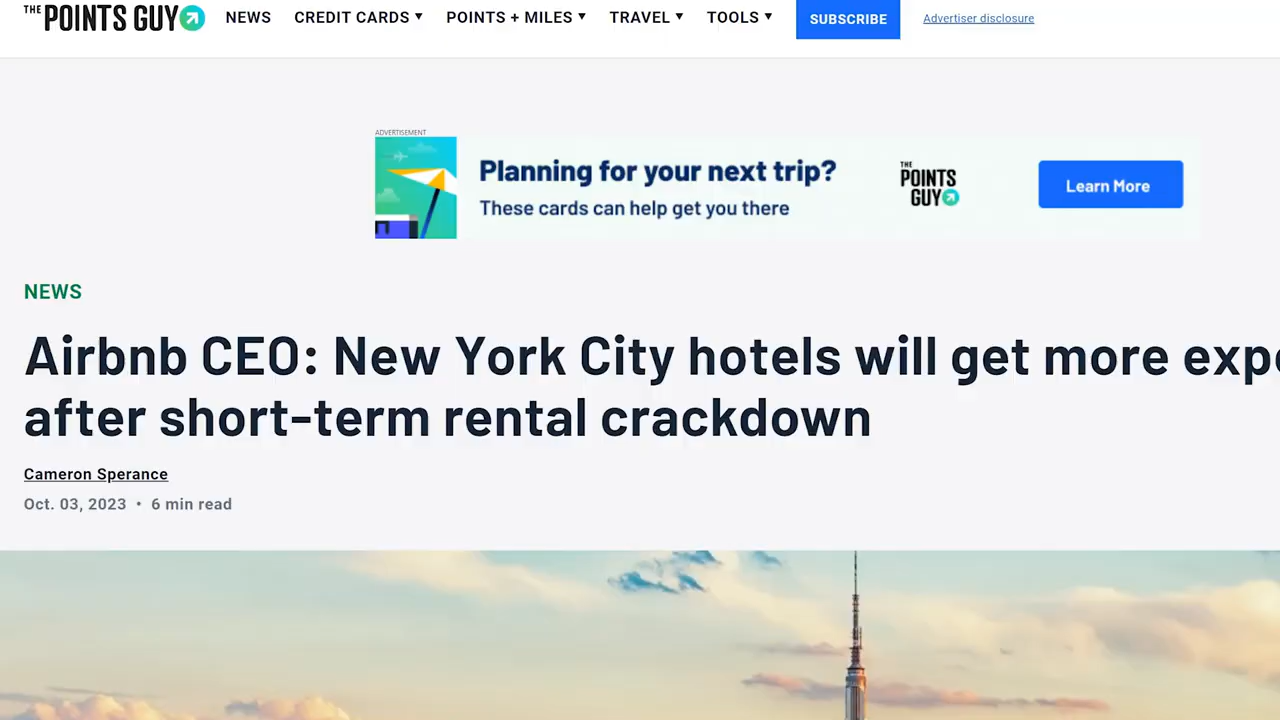 THE POINTS GUY
NEWS CREDIT CARDS POINTS + MILES TRAVEL TOOLS SUBSCRIBE Advertiser disclosure
ADVERTISEMENT
Planning for your next trip?
These cards can help get you there
THE
POINTS
GUY
Learn More
NEWS
Airbnb CEO: New York City hotels will get more
after short-term rental crackdown
Cameron Sperance
Oct. 03, 2023 • 6 min read